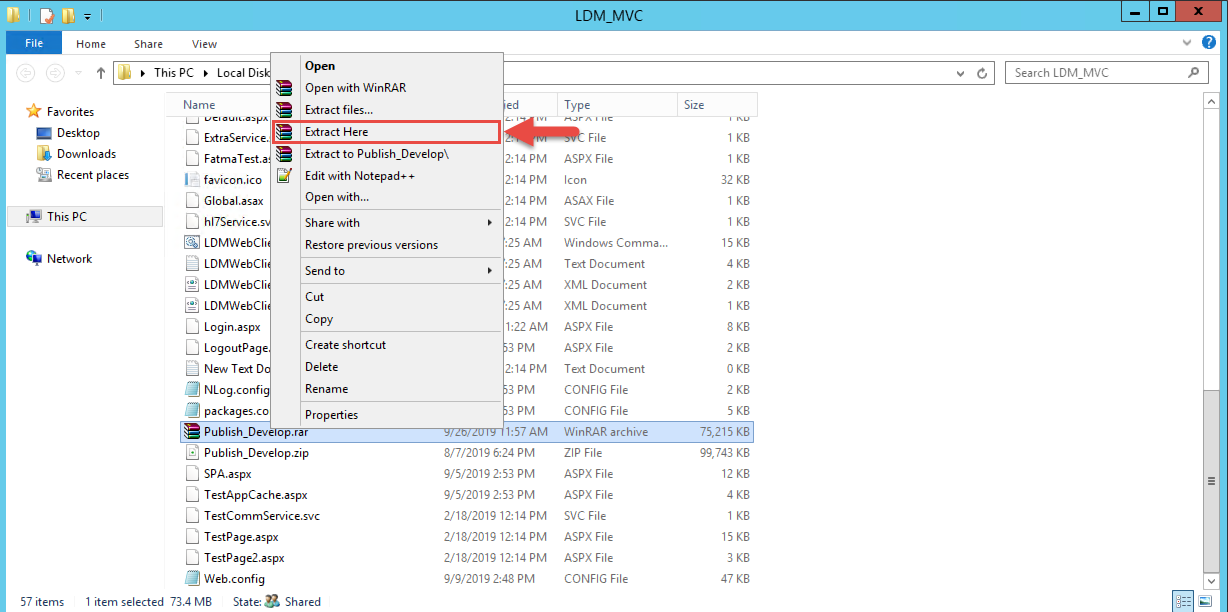 LDM_MVC
File Home Share View
This PC Local Disk Search LDM_MVC
Name Type Size
Favorites
Desktop
Downloads
Recent places
This PC
Network
Open
Open with WinRAR
Extract files...
Extract Here
Extract to Publish_Develop\
Edit with Notepad++
Open with...
Share with
Restore previous versions
Send to
Cut
Copy
Create shortcut
Delete
Rename
Properties
Default.aspx 2:14 PM ASPX File 1 KB
ExtraService. 2:14 PM SVC File 1 KB
FatmaTest.as 2:14 PM ASPX File 1 KB
favicon.ico 2:14 PM Icon 32 KB
Global.asax 2:14 PM ASAX File 1 KB
hl7Service.sv 2:14 PM SVC File 1 KB
LDMWebClie 7:25 AM Windows Comma... 15 KB
LDMWebClie 7:25 AM Text Document 4 KB
LDMWebClie 7:25 AM XML Document 2 KB
LDMWebClie 7:25 AM XML Document 1 KB
Login.aspx 11:22 AM ASPX File 8 KB
LogoutPage. 53 PM ASPX File 2 KB
New Text Do 2:14 PM Text Document 0 KB
NLog.config 53 PM CONFIG File 2 KB
packages.co 53 PM CONFIG File 5 KB
Publish_Develop.rar 9/26/2019 11:57 AM WinRAR archive 75,215 KB
Publish_Develop.zip 8/7/2019 6:24 PM ZIP File 99,743 KB
SPA.aspx 9/5/2019 2:53 PM ASPX File 12 KB
TestAppCache.aspx 9/5/2019 2:53 PM ASPX File 4 KB
TestCommService.svc 2/18/2019 12:14 PM SVC File 1 KB
TestPage.aspx 2/18/2019 12:14 PM ASPX File 15 KB
TestPage2.aspx 2/18/2019 12:14 PM ASPX File 3 KB
Web.config 9/9/2019 2:48 PM CONFIG File 47 KB
57 items 1 item selected 73.4 MB State: Shared